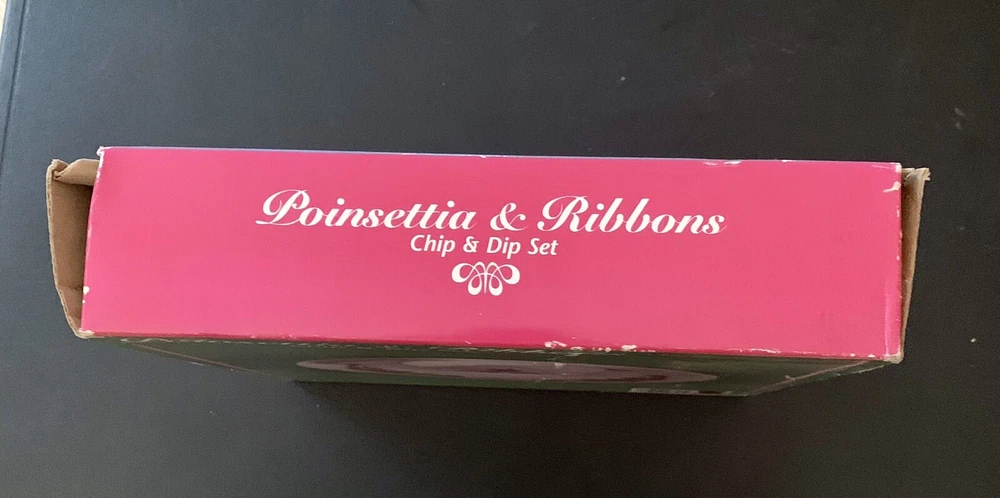 Poinsettia & Ribbons
Chip & Dip Set